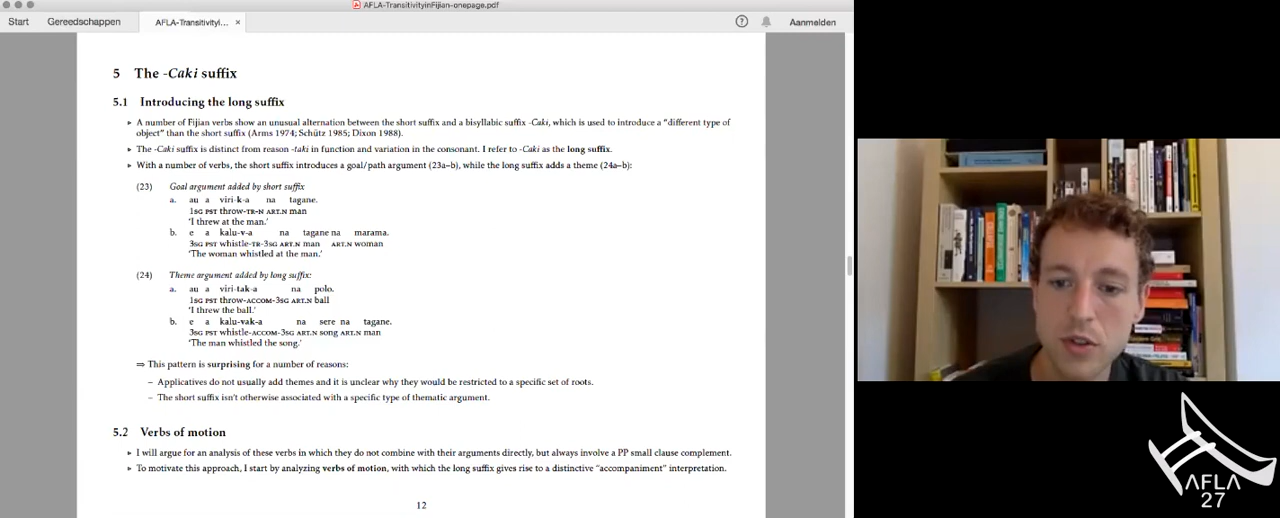 AFLA-TransitivityinFijian-onepage.pdf
Start Gereedschappen AFLA-TransitivityI... × Aanmelden
5 The -Caki suffix
5.1 Introducing the long suffix
▸ A number of Fijian verbs show an unusual alternation between the short suffix and a bisyllabic suffix -Caki, which is used to introduce a "different type of
object" than the short suffix (Arms 1974; Schütz 1985; Dixon 1988).
▸ The -Caki suffix is distinct from reason -taki in function and variation in the consonant. I refer to -Caki as the long suffix.
▸ With a number of verbs, the short suffix introduces a goal/path argument (23a–b), while the long suffix adds a theme (24a–b):
(23) Goal argument added by short suffix
a. au a viri-k-a na tagane.
1SG PST throw-TR-N ART.N man
'I threw at the man.'
b. e a kalu-v-a na tagane na marama.
3SG PST whistle-TR-3SG ART.N man ART.N woman
'The woman whistled at the man.'
(24) Theme argument added by long suffix:
a. au a viri-tak-a na polo.
1SG PST throw-ACCOM-3SG ART.N ball
'I threw the ball.'
b. e a kalu-vak-a na sere na tagane.
3SG PST whistle-ACCOM-3SG ART.N song ART.N man
'The man whistled the song.'
⇒ This pattern is surprising for a number of reasons:
– Applicatives do not usually add themes and it is unclear why they would be restricted to a specific set of roots.
– The short suffix isn't otherwise associated with a specific type of thematic argument.
5.2 Verbs of motion
▸ I will argue for an analysis of these verbs in which they do not combine with their arguments directly, but always involve a PP small clause complement.
▸ To motivate this approach, I start by analyzing verbs of motion, with which the long suffix gives rise to a distinctive "accompaniment" interpretation.
12
AFLA
27